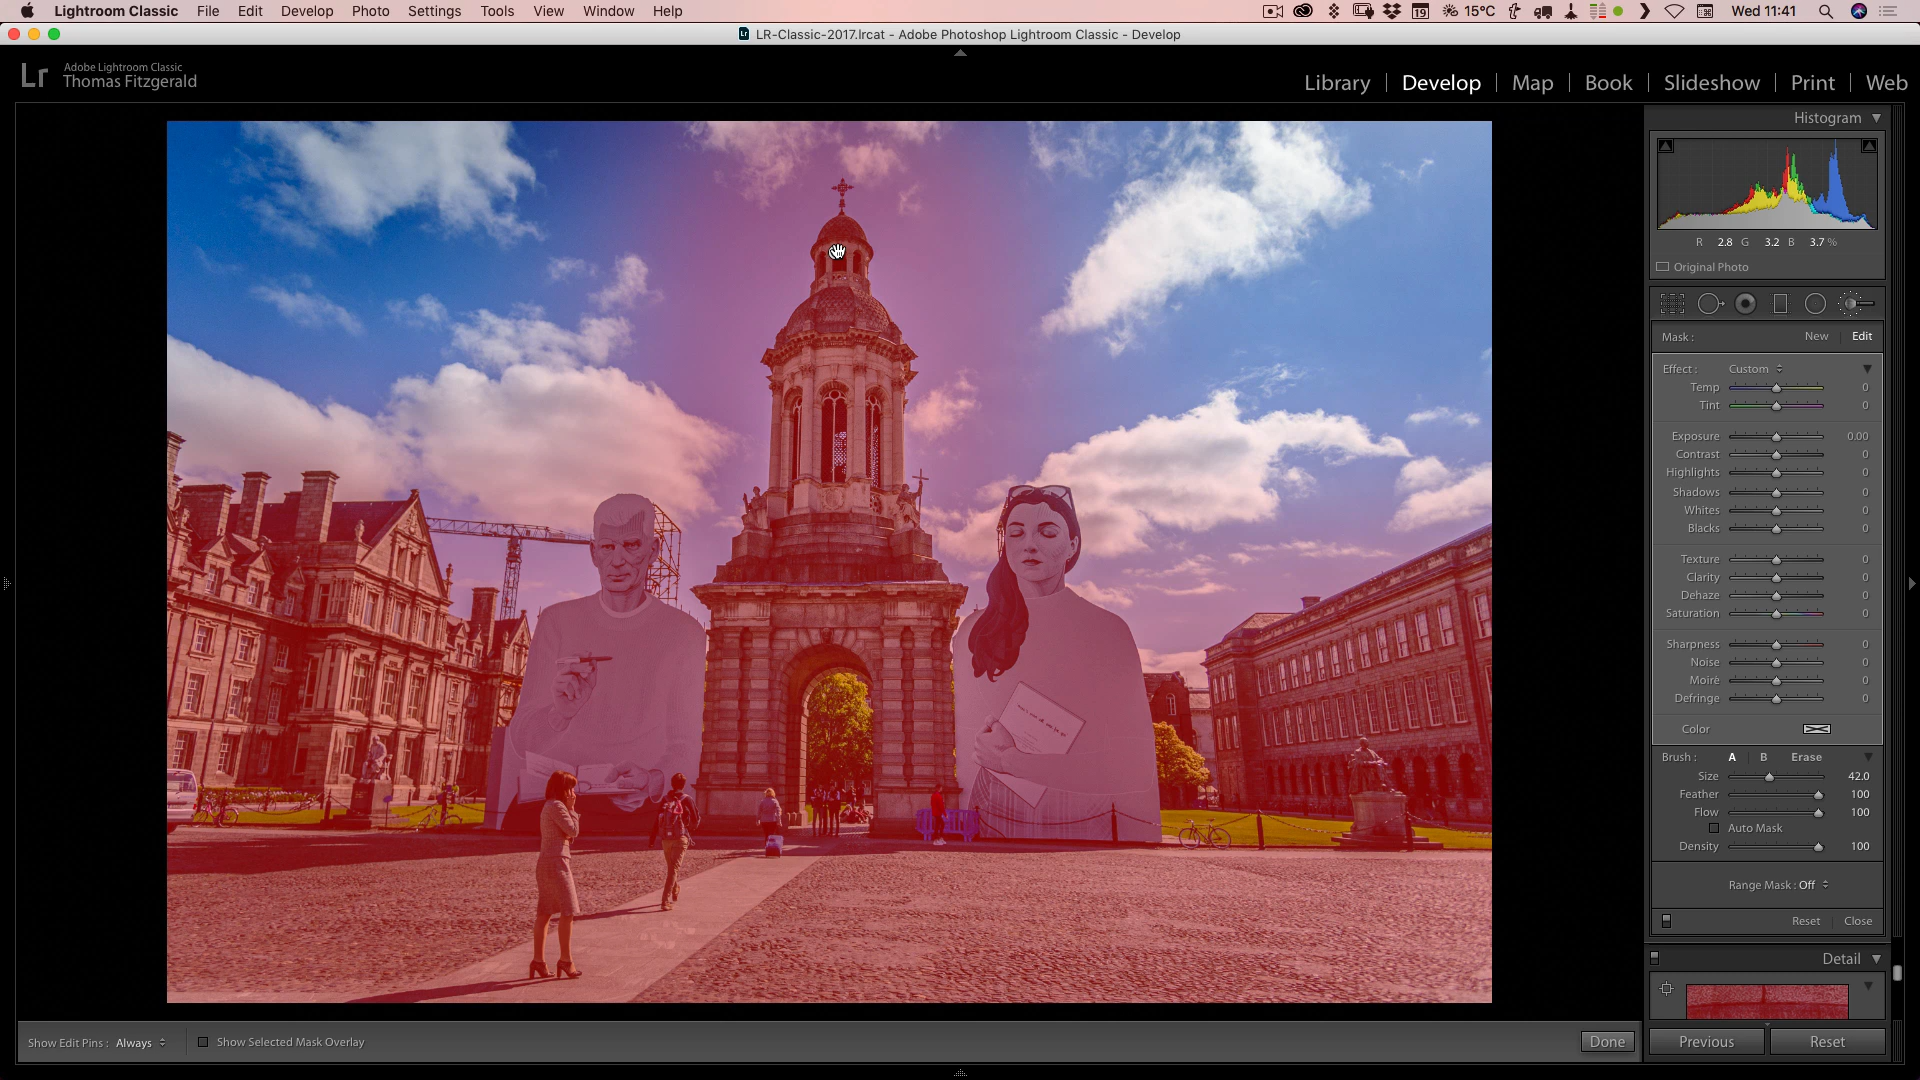 Lightroom Classic File Edit Develop Photo Settings Tools View Window Help 19 15°C Wed 11:41
Lr LR-Classic-2017.lrcat - Adobe Photoshop Lightroom Classic - Develop
Lr Adobe Lightroom Classic
Thomas Fitzgerald
Library | Develop | Map | Book | Slideshow | Print | Web
Histogram
R 2.8 G 3.2 B 3.7 %
Original Photo
Mask : New Edit
Effect : Custom
Temp 0
Tint 0
Exposure 0.00
Contrast 0
Highlights 0
Shadows 0
Whites 0
Blacks 0
Texture 0
Clarity 0
Dehaze 0
Saturation 0
Sharpness 0
Noise 0
Moiré 0
Defringe 0
Color
Brush : A B Erase
Size 42.0
Feather 100
Flow 100
Auto Mask
Density 100
Range Mask : Off
Reset Close
Detail
Previous Reset
Show Edit Pins : Always Show Selected Mask Overlay Done